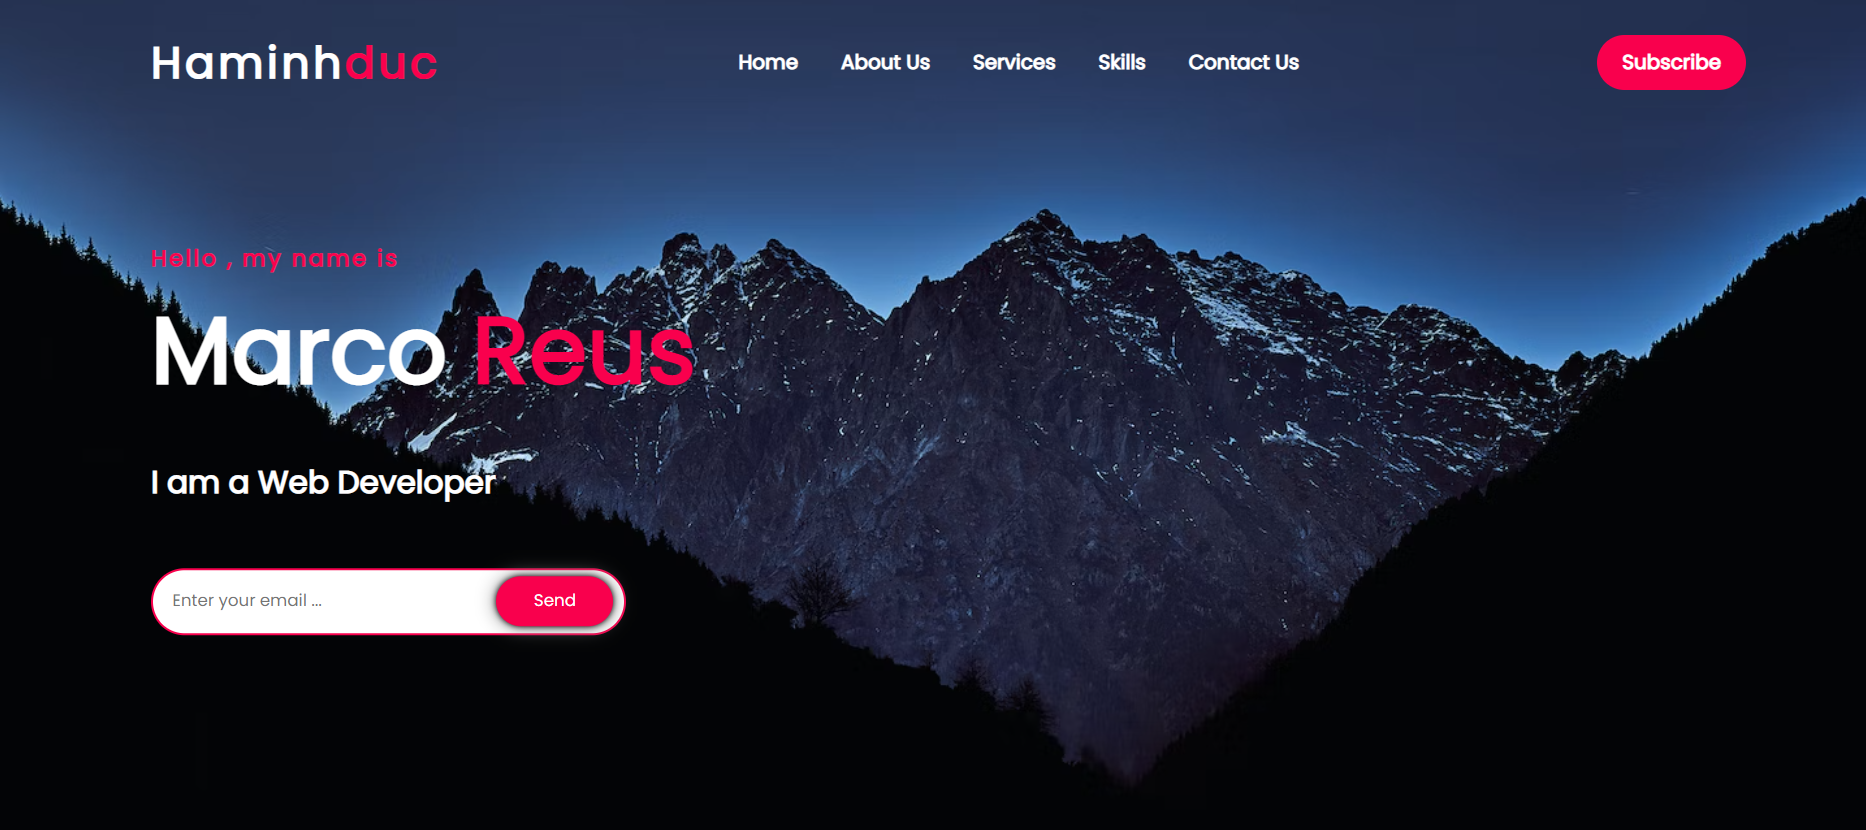 Haminhduc
Home About Us Services Skills Contact Us
Subscribe
Hello , my name is
Marco Reus
I am a Web Developer
Enter your email ...
Send